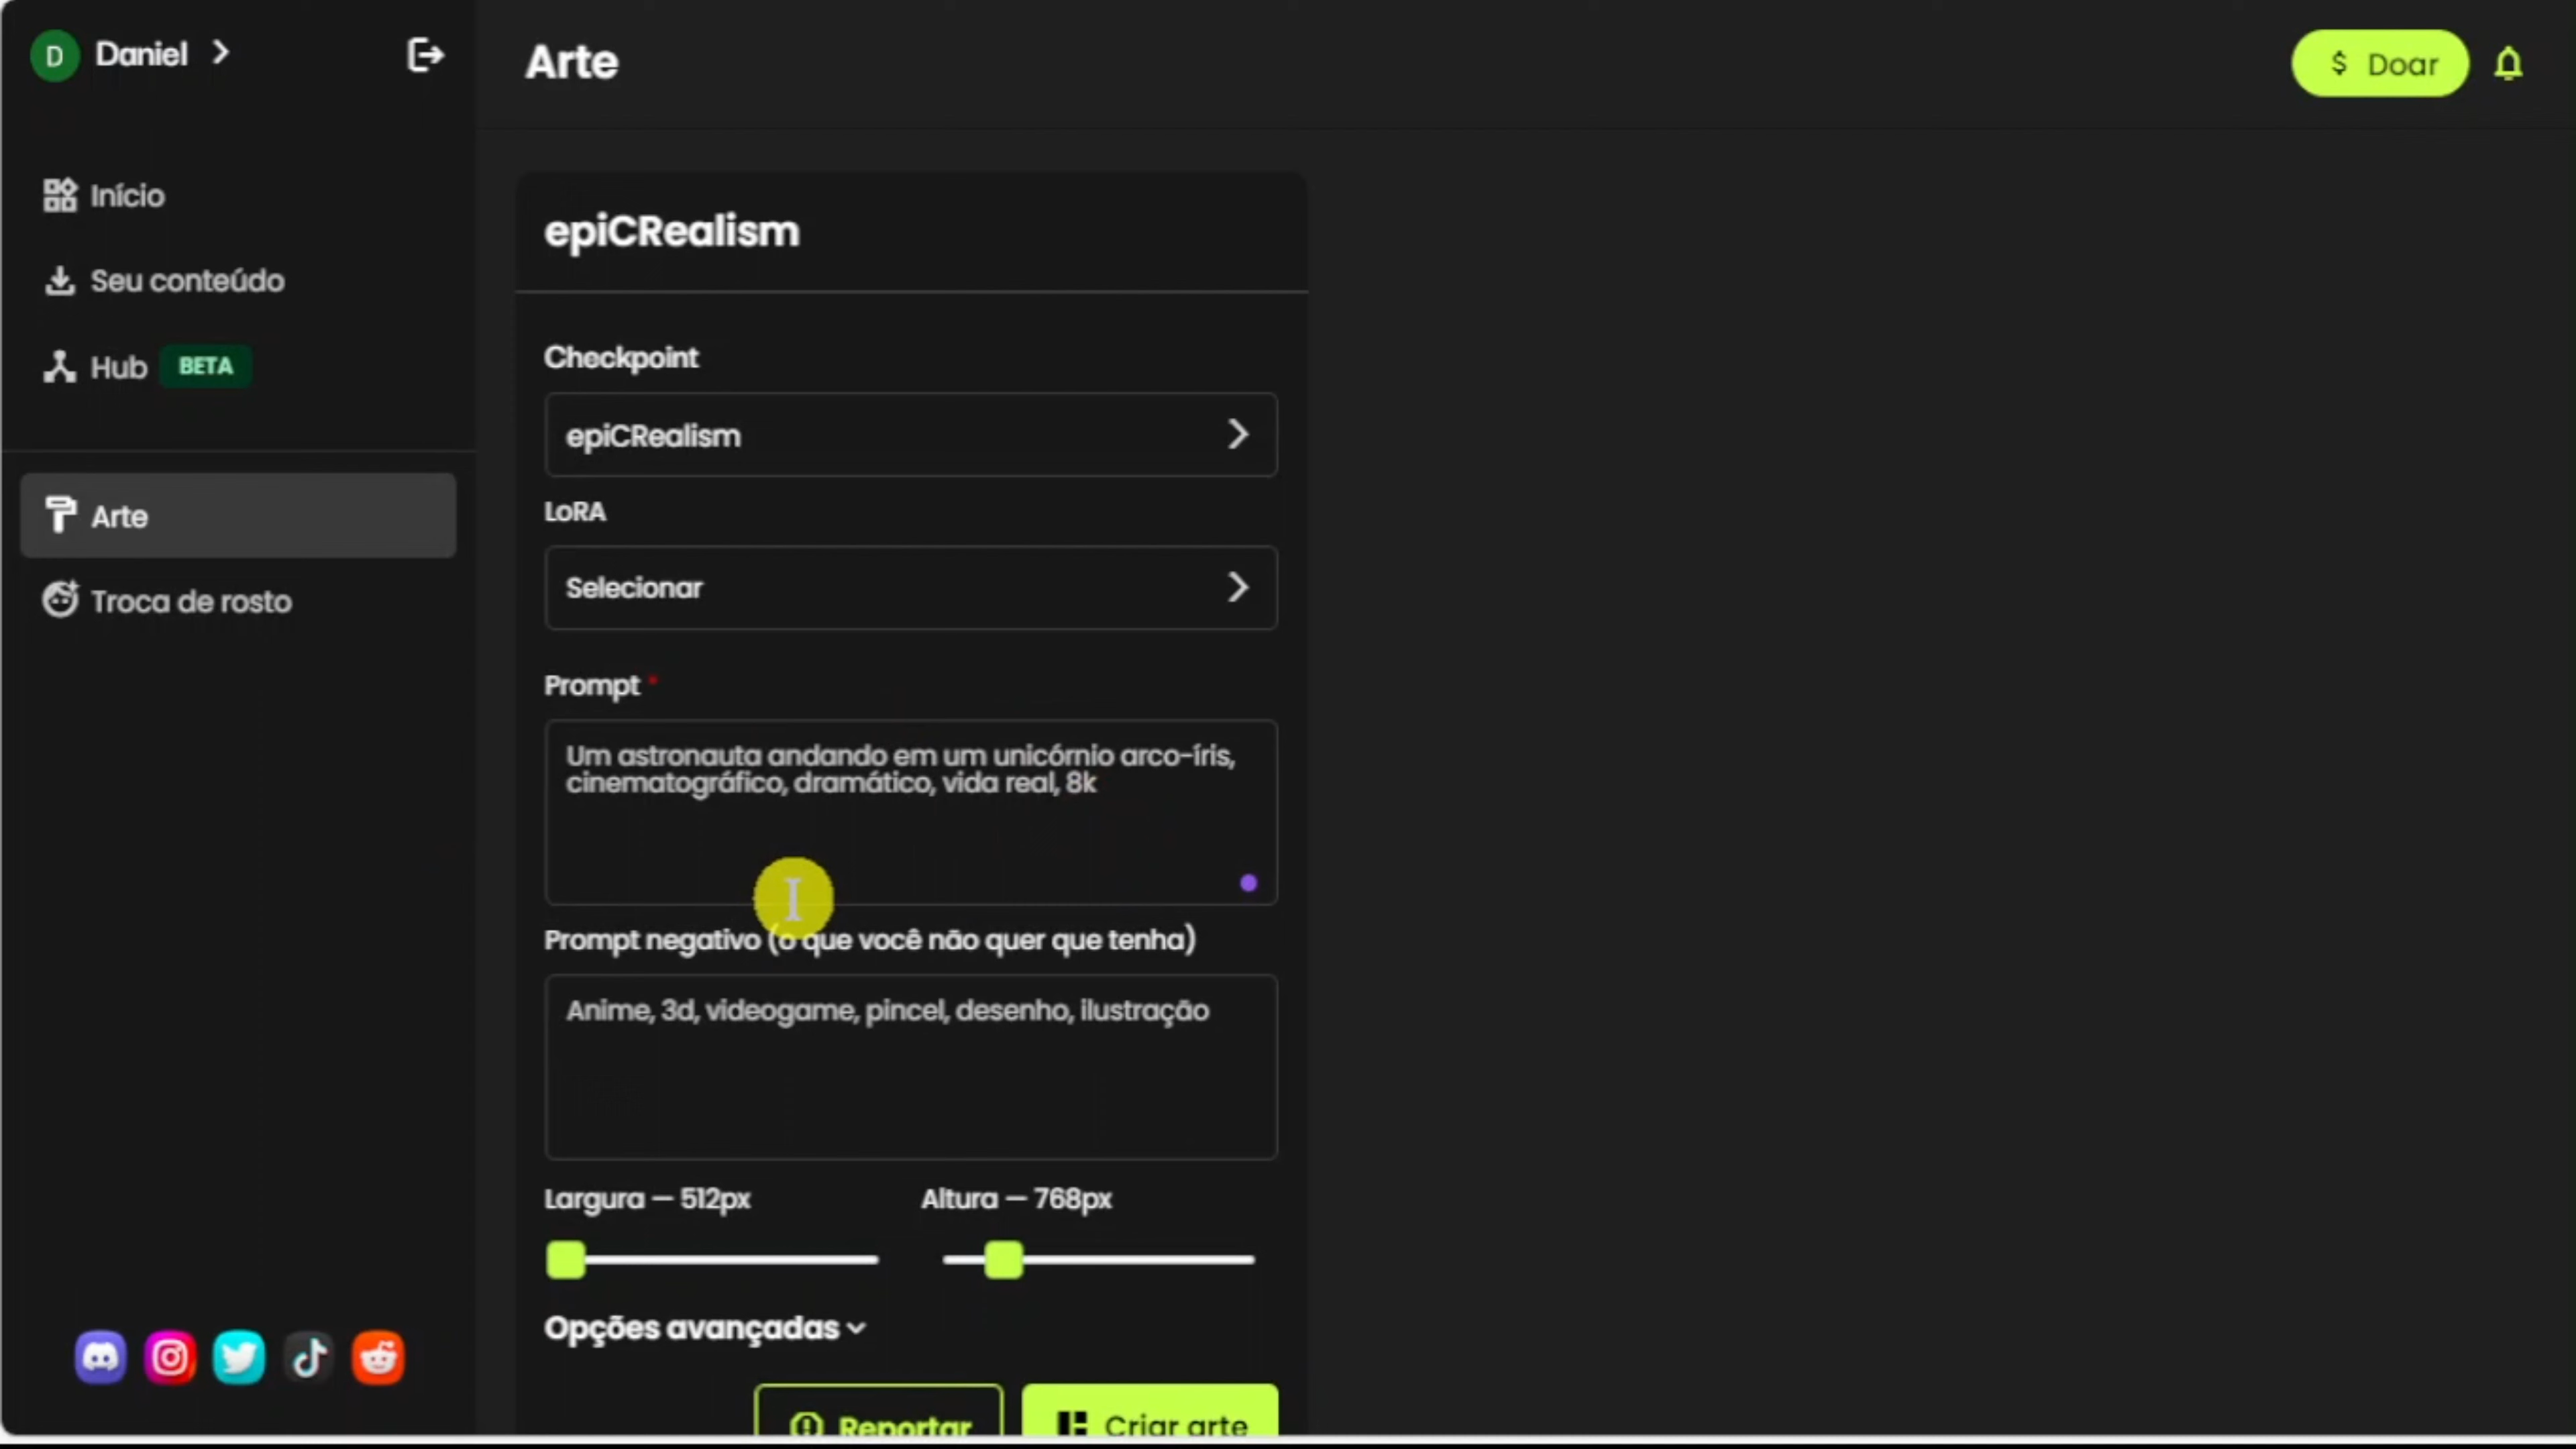 D Daniel
Arte
$ Doar
Início
Seu conteúdo
Hub BETA
Arte
Troca de rosto
epiCRealism
Checkpoint
epiCRealism
LoRA
Selecionar
Prompt *
Um astronauta andando em um unicórnio arco-íris,
cinematográfico, dramático, vida real, 8k
Prompt negativo (o que você não quer que tenha)
Anime, 3d, videogame, pincel, desenho, ilustração
Largura — 512px
Altura — 768px
Opções avançadas
Reportar
Criar arte